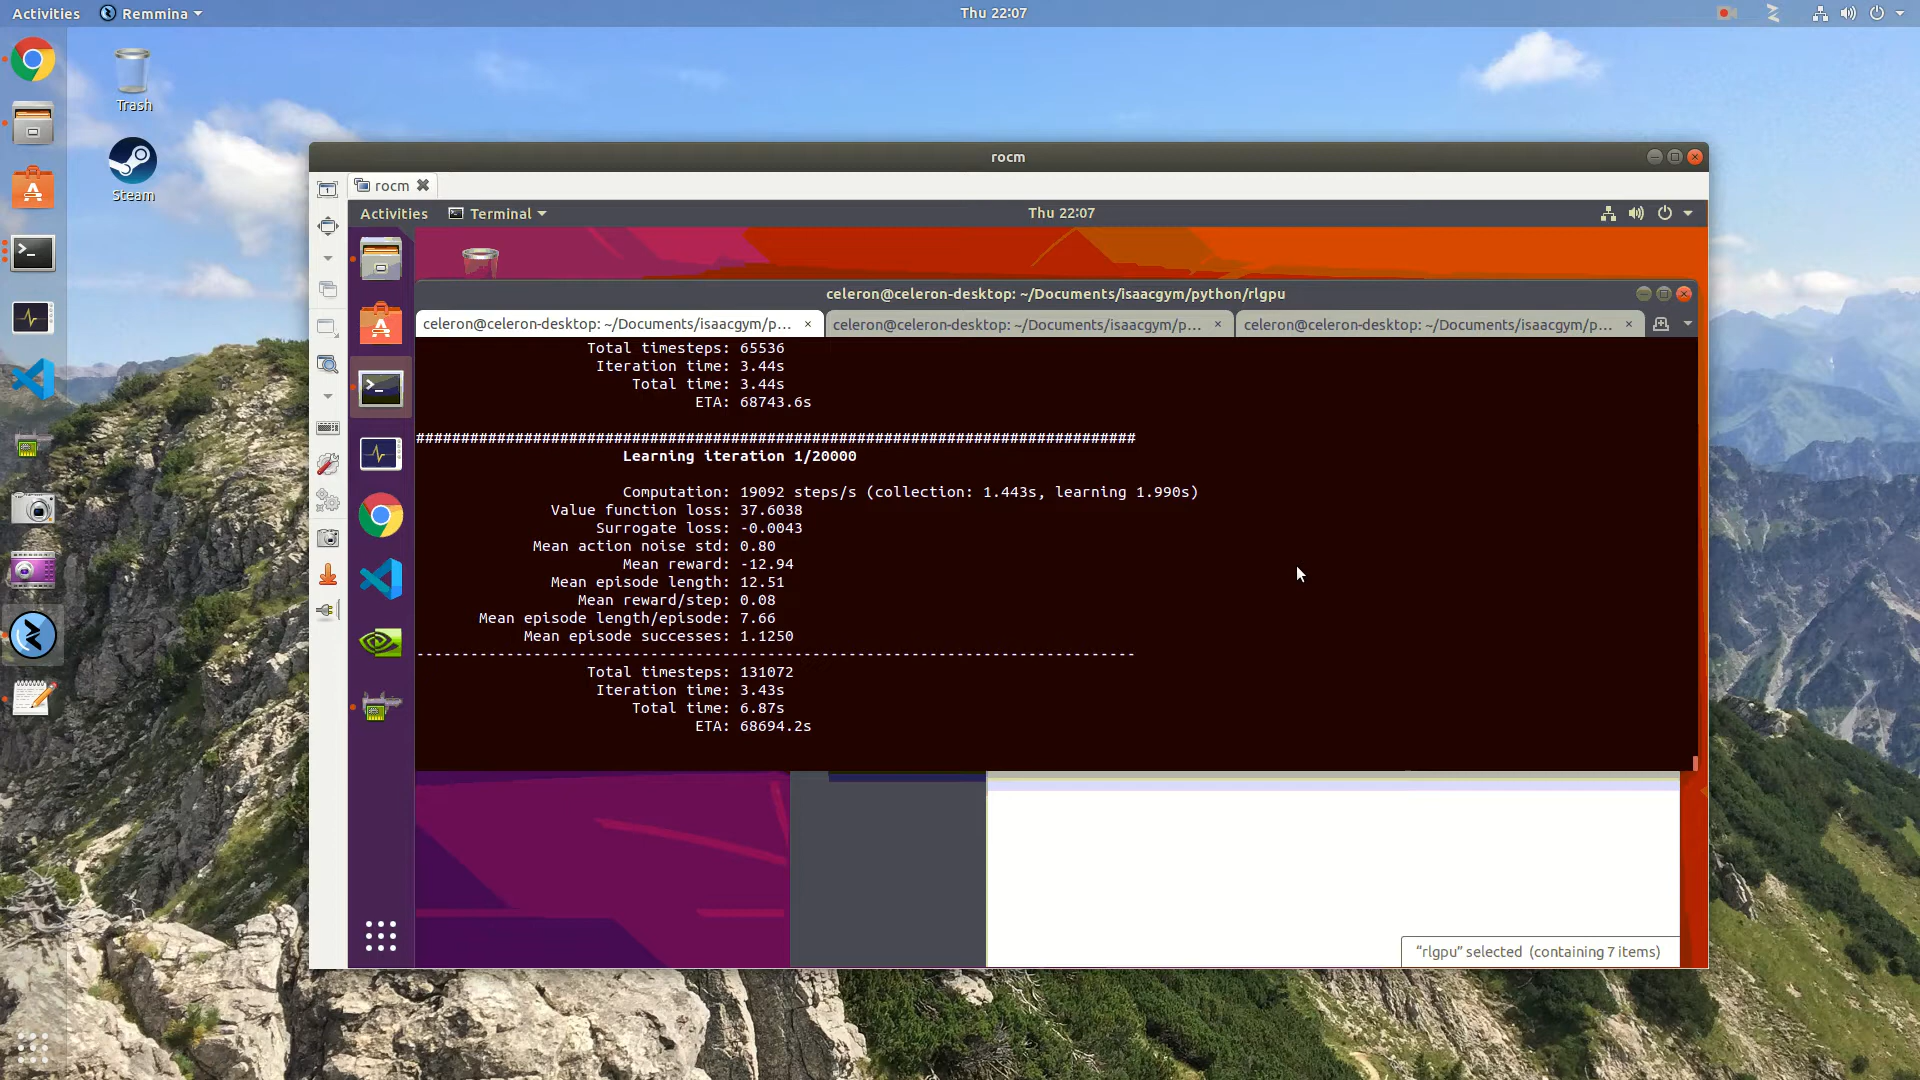 Activities Remmina Thu 22:07
Trash
Steam
rocm
rocm
Activities Terminal Thu 22:07
celeron@celeron-desktop: ~/Documents/isaacgym/python/rlgpu
celeron@celeron-desktop: ~/Documents/isaacgym/p... × celeron@celeron-desktop: ~/Documents/isaacgym/p... × celeron@celeron-desktop: ~/Documents/isaacgym/p... ×
Total timesteps: 65536
Iteration time: 3.44s
Total time: 3.44s
ETA: 68743.6s
################################################################################
Learning iteration 1/20000
Computation: 19092 steps/s (collection: 1.443s, learning 1.990s)
Value function loss: 37.6038
Surrogate loss: -0.0043
Mean action noise std: 0.80
Mean reward: -12.94
Mean episode length: 12.51
Mean reward/step: 0.08
Mean episode length/episode: 7.66
Mean episode successes: 1.1250
--------------------------------------------------------------------------------
Total timesteps: 131072
Iteration time: 3.43s
Total time: 6.87s
ETA: 68694.2s
“rlgpu” selected (containing 7 items)